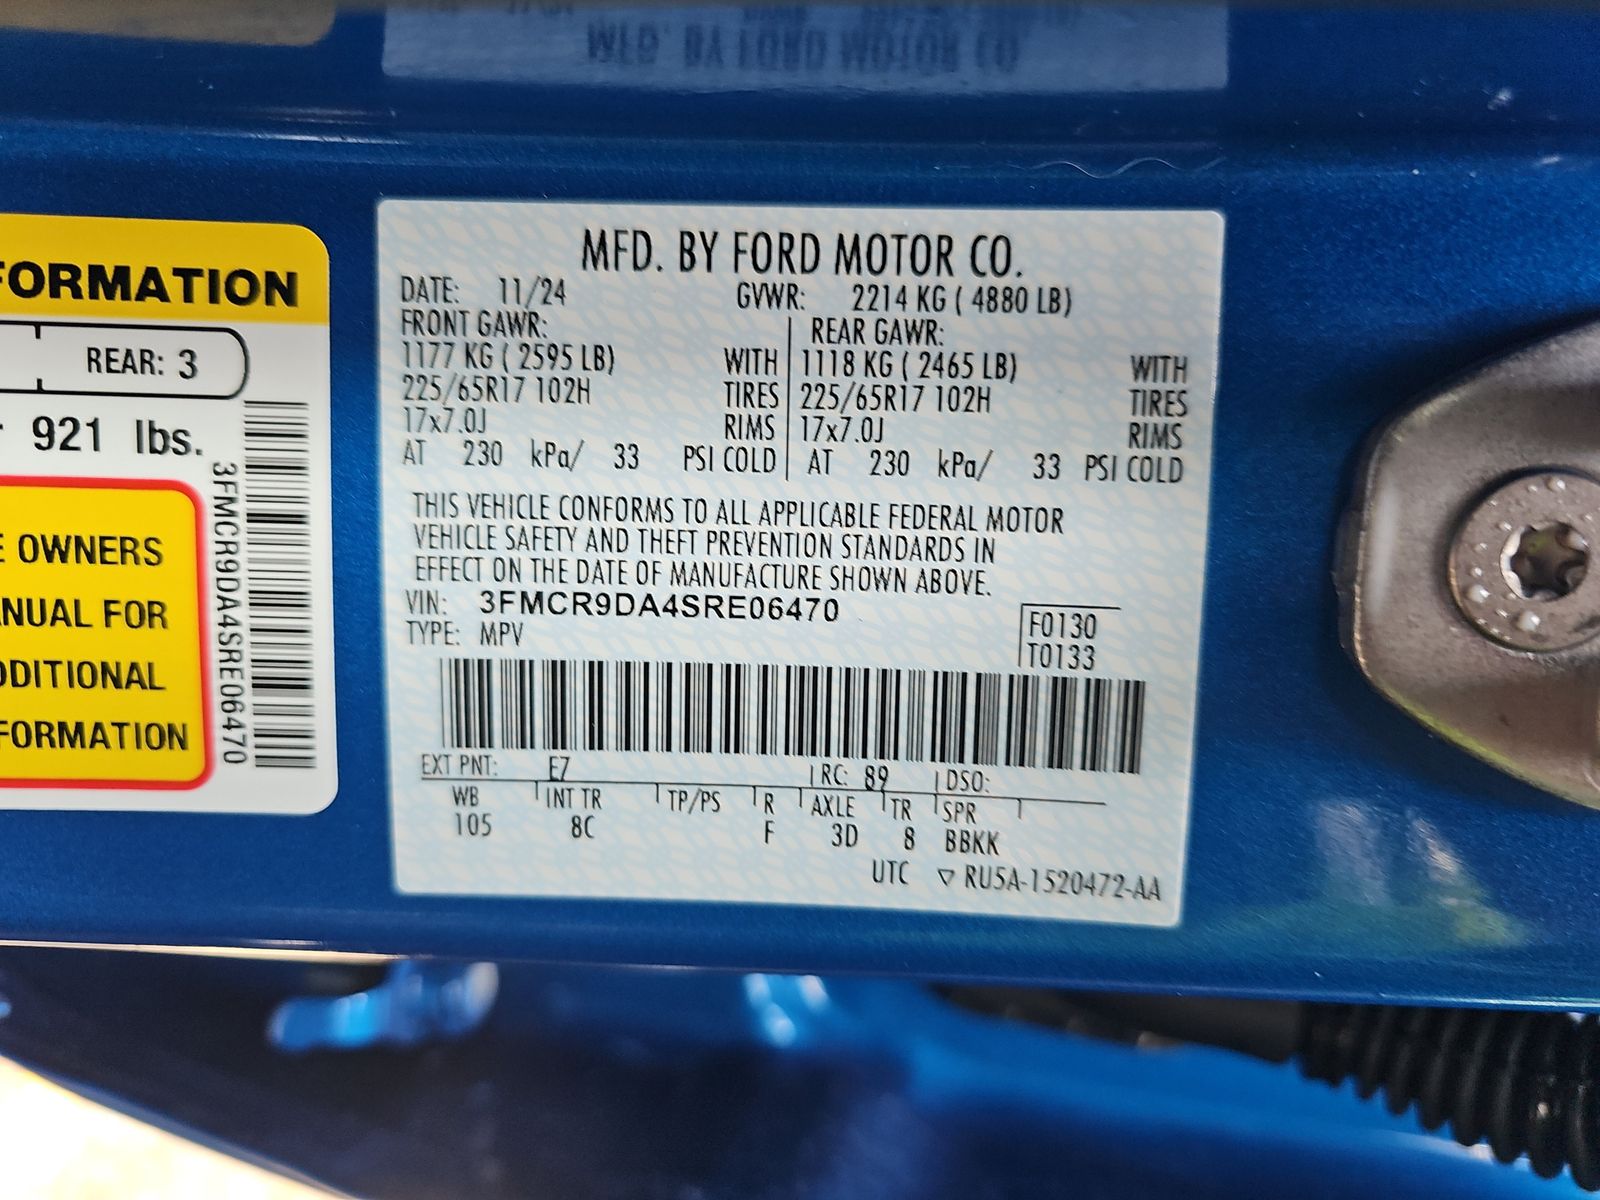 FORMATION
REAR: 3
921 lbs.
OWNERS
NUAL FOR
DDITIONAL
FORMATION
3FMCR9DA4SRE06470
MFD. BY FORD MOTOR CO.
DATE: 11/24 GVWR: 2214 KG ( 4880 LB)
FRONT GAWR: REAR GAWR:
1177 KG ( 2595 LB) WITH 1118 KG ( 2465 LB) WITH
225/65R17 102H TIRES 225/65R17 102H TIRES
17x7.0J RIMS 17x7.0J RIMS
AT 230 kPa/ 33 PSI COLD AT 230 kPa/ 33 PSI COLD
THIS VEHICLE CONFORMS TO ALL APPLICABLE FEDERAL MOTOR
VEHICLE SAFETY AND THEFT PREVENTION STANDARDS IN
EFFECT ON THE DATE OF MANUFACTURE SHOWN ABOVE.
VIN: 3FMCR9DA4SRE06470 F0130
TYPE: MPV T0133
EXT PNT: E7 RC: 89 DSO:
WB INT TR TP/PS R AXLE TR SPR
105 8C F 3D 8 BBKK
UTC ▽ RU5A-1520472-AA